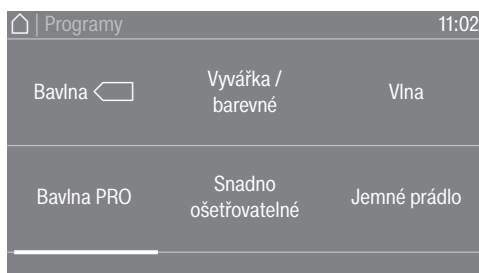 | Programy 11:02
Bavlna Vyvářka / Vlna
barevné
Bavlna PRO Snadno Jemné prádlo
ošetřovatelné